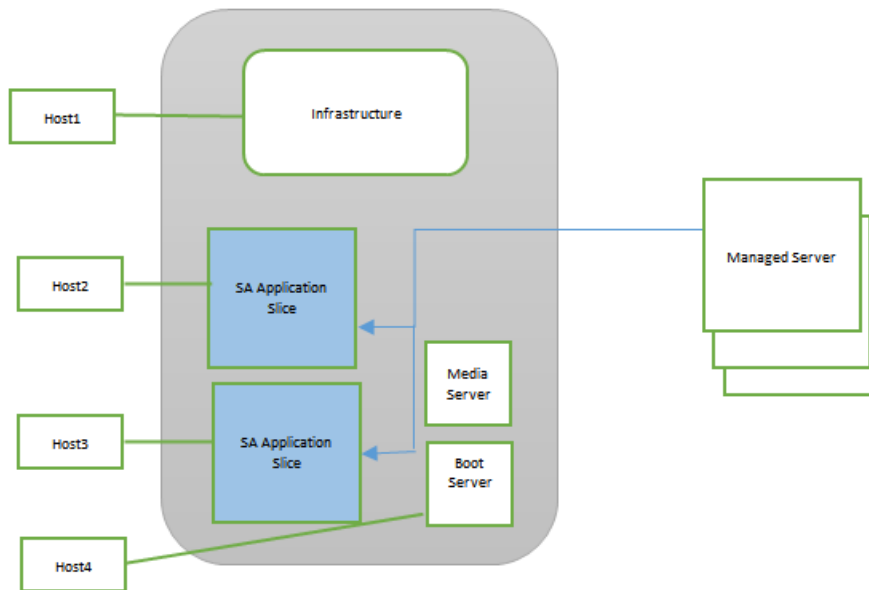 Host1
Infrastructure
Host2
SA Application
Slice
Managed Server
Media
Server
Host3
SA Application
Slice
Boot
Server
Host4